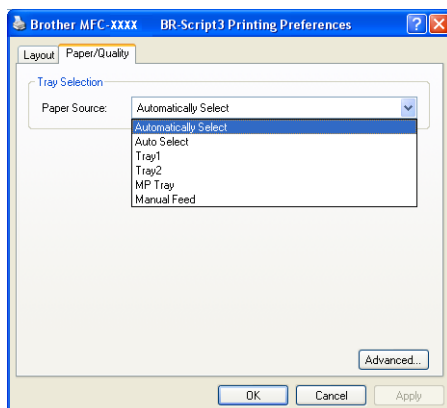 Brother MFC-XXXX BR-Script3 Printing Preferences
Layout Paper/Quality
Tray Selection
Paper Source: Automatically Select
Automatically Select
Auto Select
Tray1
Tray2
MP Tray
Manual Feed
Advanced...
OK Cancel Apply